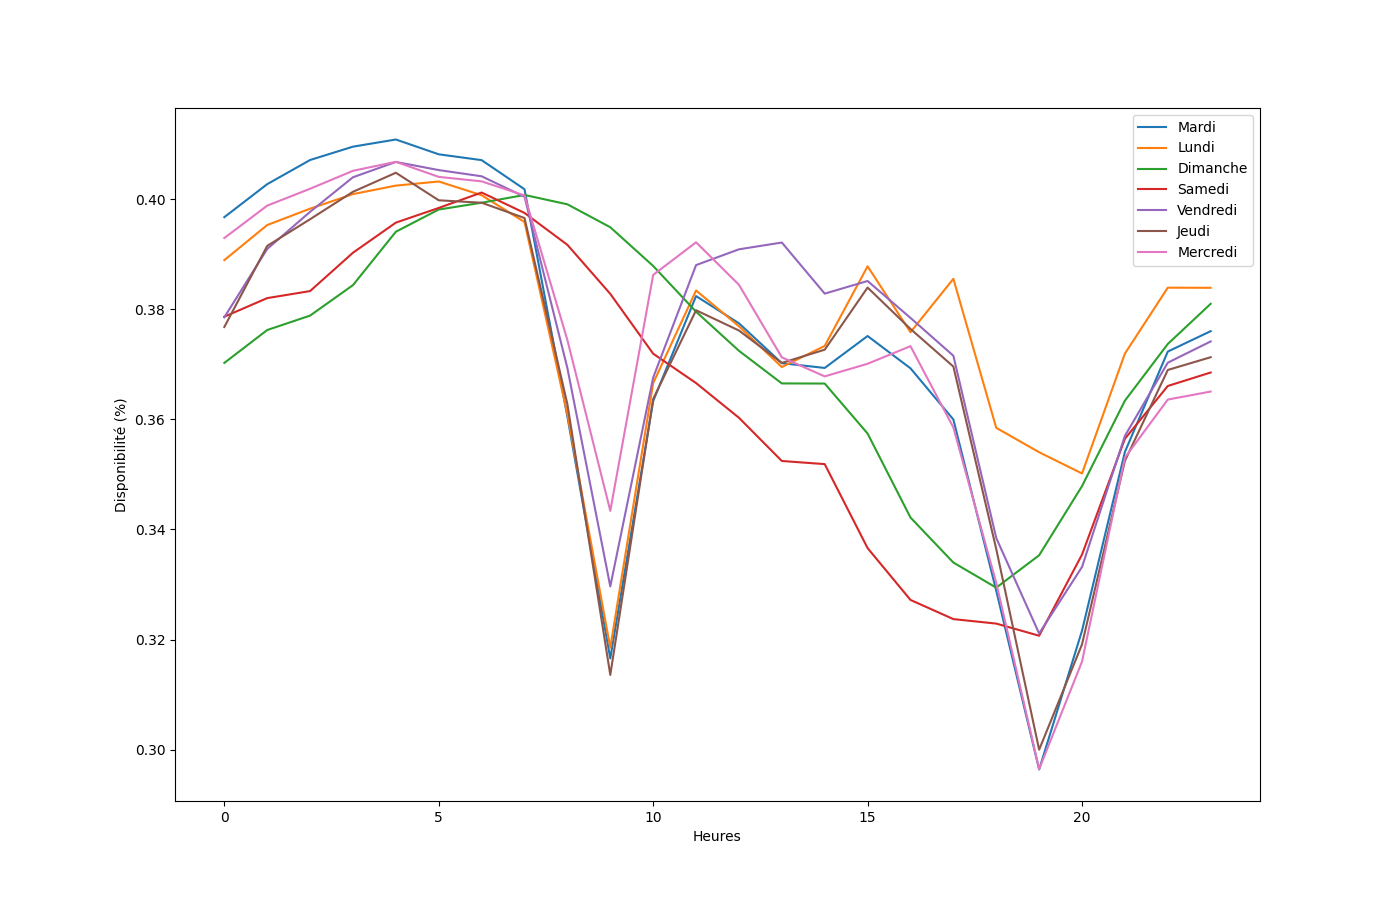 Mardi
Lundi
Dimanche
Samedi
Vendredi
Jeudi
Mercredi
0.40
0.38
0.36
0.34
0.32
0.30
Disponibilité (%)
0 5 10 15 20
Heures